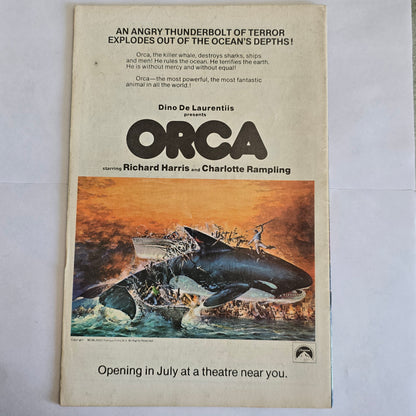 AN ANGRY THUNDERBOLT OF TERROR
EXPLODES OUT OF THE OCEAN'S DEPTHS!
Orca, the killer whale, destroys sharks, ships
and men! He rules the ocean. He terrifies the earth.
He is without mercy and without equal!
Orca—the most powerful, the most fantastic
animal in all the world!
Dino De Laurentiis
presents
ORCA
starring Richard Harris and Charlotte Rampling
Opening in July at a theatre near you.